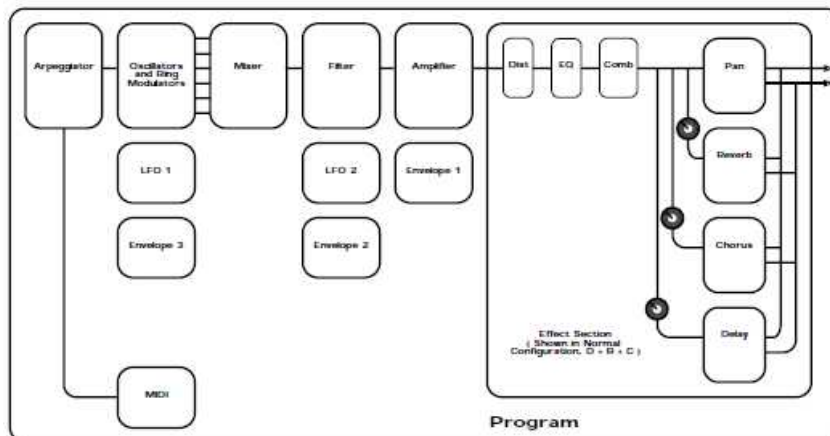 Arpeggiator
Oscillators
and Ring
Modulators
Mixer
Filter
Amplifier
Dist
EQ
Comb
Pan
Reverb
LFO 1
LFO 2
Envelope 1
Envelope 3
Envelope 2
Chorus
Delay
Effect Section
( Shown in Normal
Configuration, D + B + C )
MIDI
Program